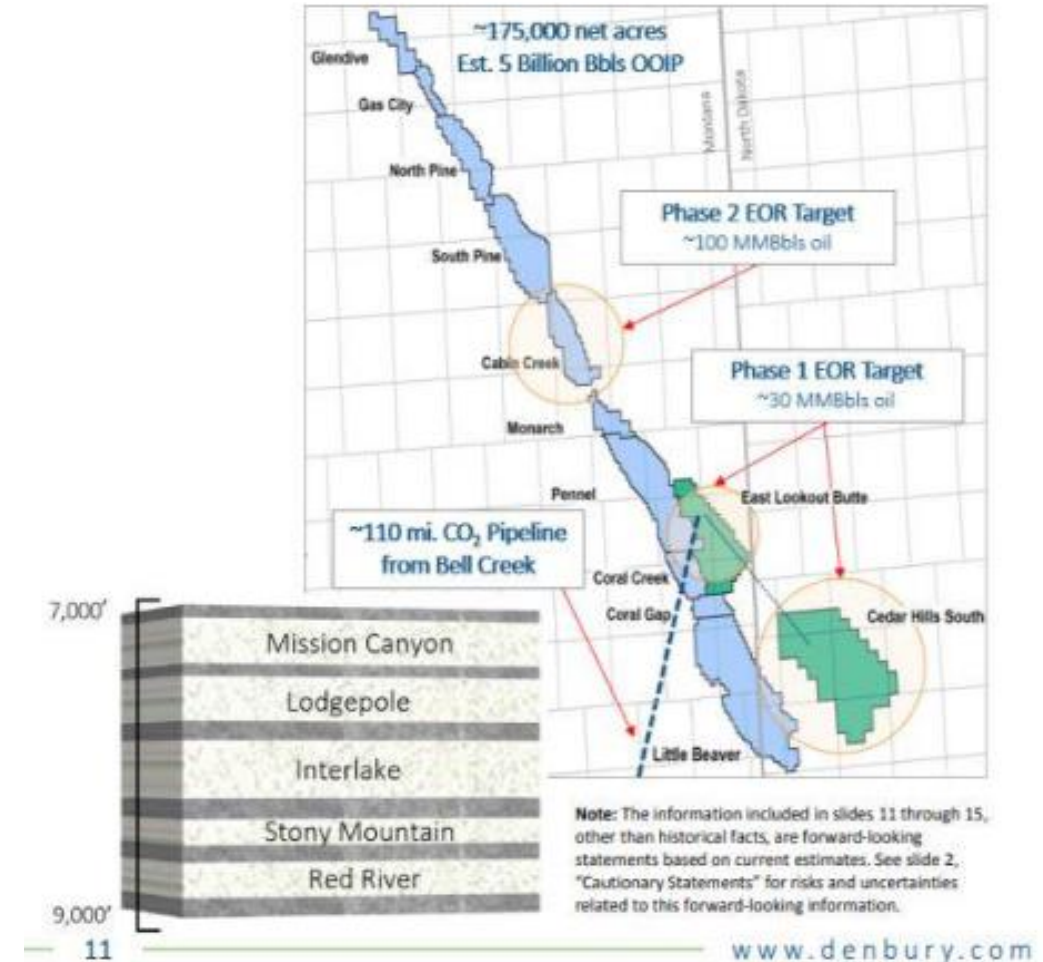 ~175,000 net acres
Est. 5 Billion Bbls OOIP
Glendive
Gas City
North Pine
South Pine
Cabin Creek
Monarch
Pennel
Coral Creek
Coral Gap
Little Beaver
East Lookout Butte
Cedar Hills South
Montana
North Dakota
Phase 2 EOR Target
~100 MMBbls oil
Phase 1 EOR Target
~30 MMBbls oil
~110 mi. CO₂ Pipeline
from Bell Creek
7,000'
Mission Canyon
Lodgepole
Interlake
Stony Mountain
Red River
9,000'
Note: The information included in slides 11 through 15,
other than historical facts, are forward-looking
statements based on current estimates. See slide 2,
"Cautionary Statements" for risks and uncertainties
related to this forward-looking information.
11
www.denbury.com